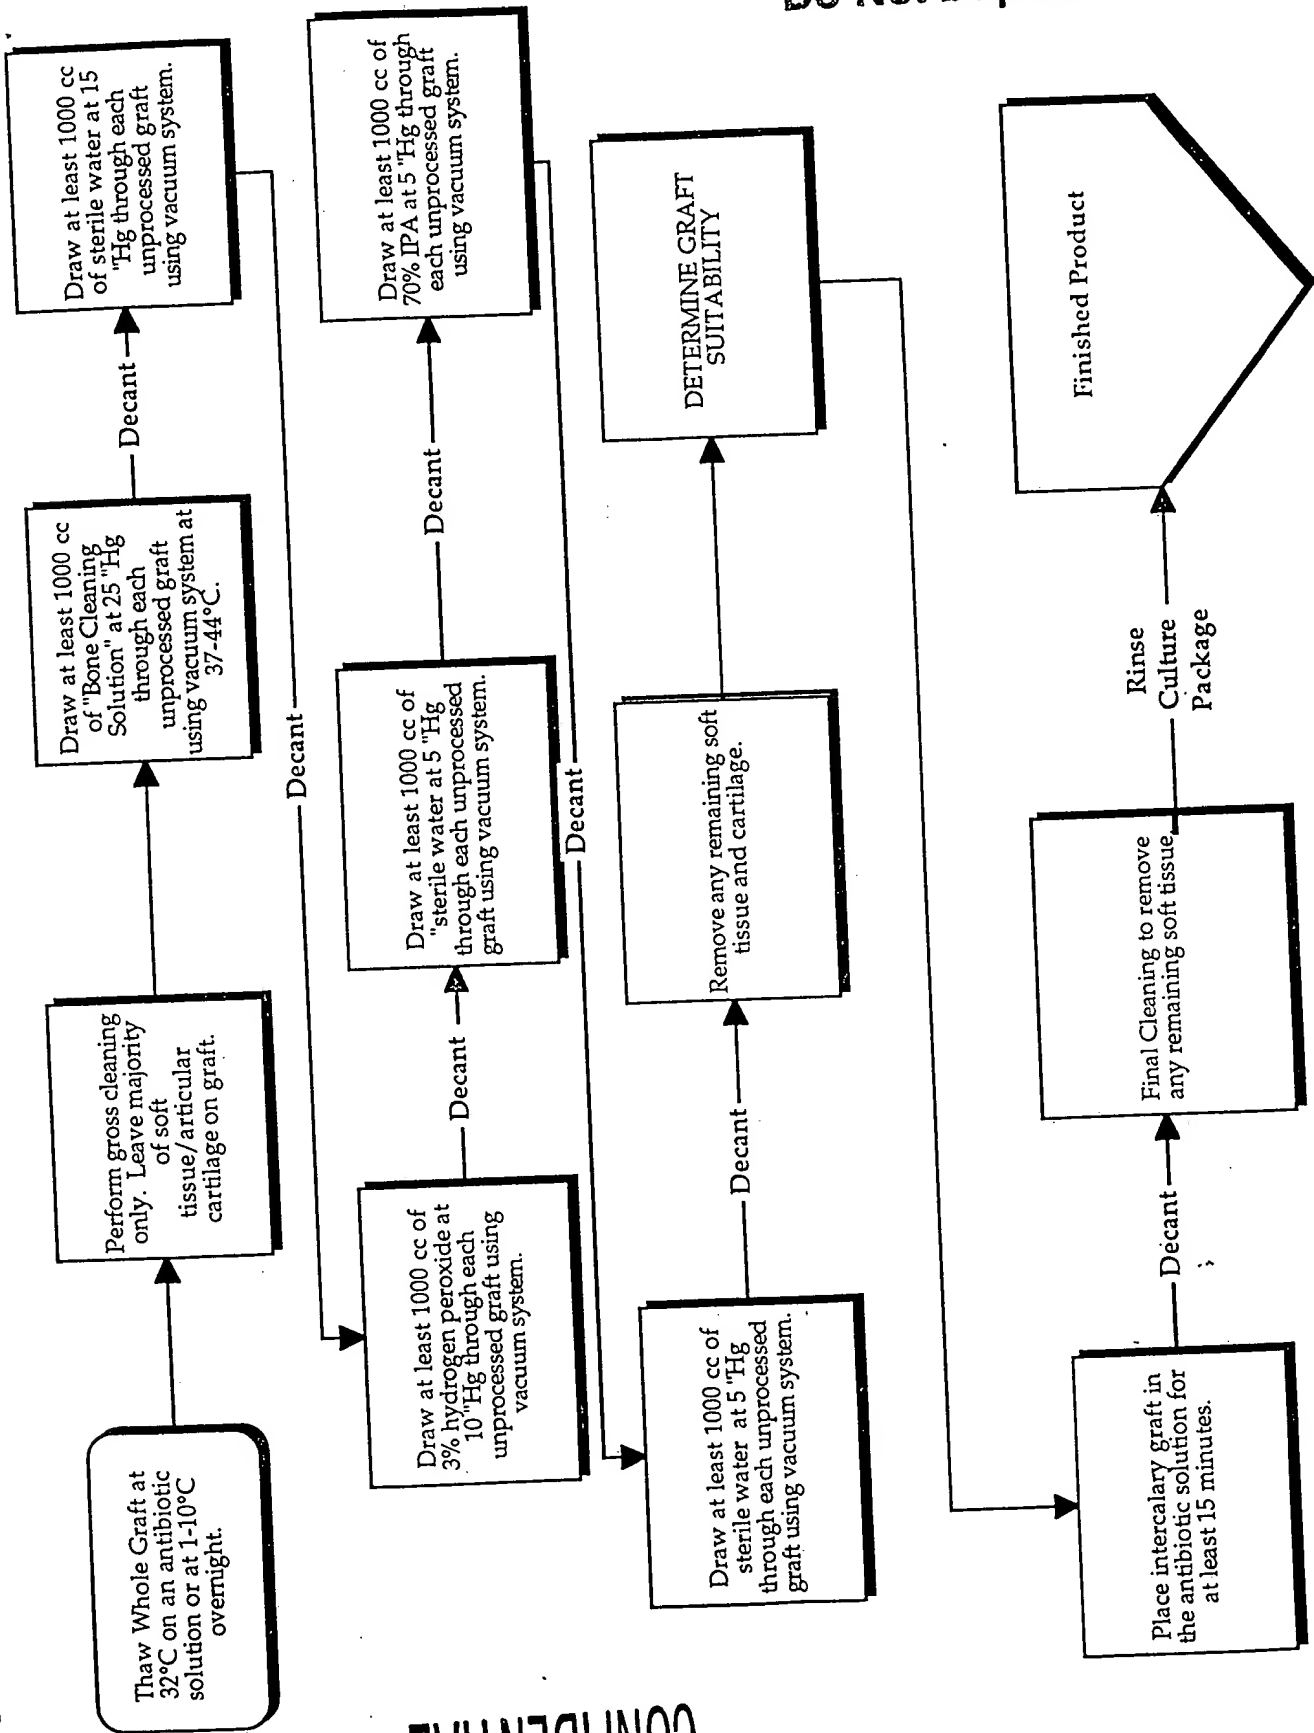 Thaw Whole Graft at
32°C on an antibiotic
solution or at 1-10°C
overnight.
Perform gross cleaning
only. Leave majority
of soft
tissue/articular
cartilage on graft.
Draw at least 1000 cc
of "Bone Cleaning
Solution" at 25 "Hg
through each
unprocessed graft
using vacuum system at
37-44°C.
Decant
Draw at least 1000 cc
of sterile water at 15
"Hg through each
unprocessed graft
using vacuum system.
Decant
Draw at least 1000 cc of
3% hydrogen peroxide at
10 "Hg through each
unprocessed graft using
vacuum system.
Decant
Draw at least 1000 cc of
"sterile water at 5 "Hg
through each unprocessed
graft using vacuum system.
Decant
Draw at least 1000 cc of
70% IPA at 5 "Hg through
each unprocessed graft
using vacuum system.
Decant
Draw at least 1000 cc of
sterile water at 5 "Hg
through each unprocessed
graft using vacuum system.
Decant
Remove any remaining soft
tissue and cartilage.
DETERMINE GRAFT
SUITABILITY
Place intercalary graft in
the antibiotic solution for
at least 15 minutes.
Decant
Final Cleaning to remove
any remaining soft tissue.
Rinse
Culture
Package
Finished Product
CONFIDENTIAL
Do Not